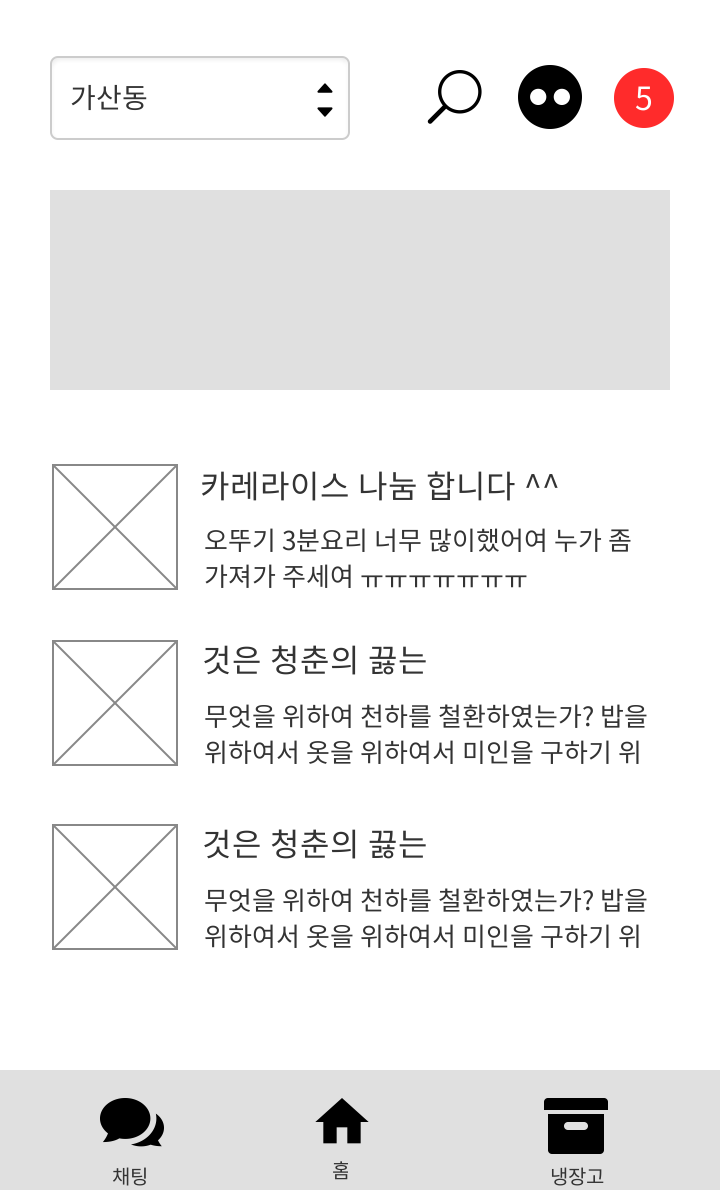 가산동
5
카레라이스 나눔 합니다 ^^
오뚜기 3분요리 너무 많이했어여 누가 좀
가져가 주세여 ㅠㅠㅠㅠㅠㅠㅠ
것은 청춘의 끓는
무엇을 위하여 천하를 철환하였는가? 밥을
위하여서 옷을 위하여서 미인을 구하기 위
것은 청춘의 끓는
무엇을 위하여 천하를 철환하였는가? 밥을
위하여서 옷을 위하여서 미인을 구하기 위
채팅
홈
냉장고